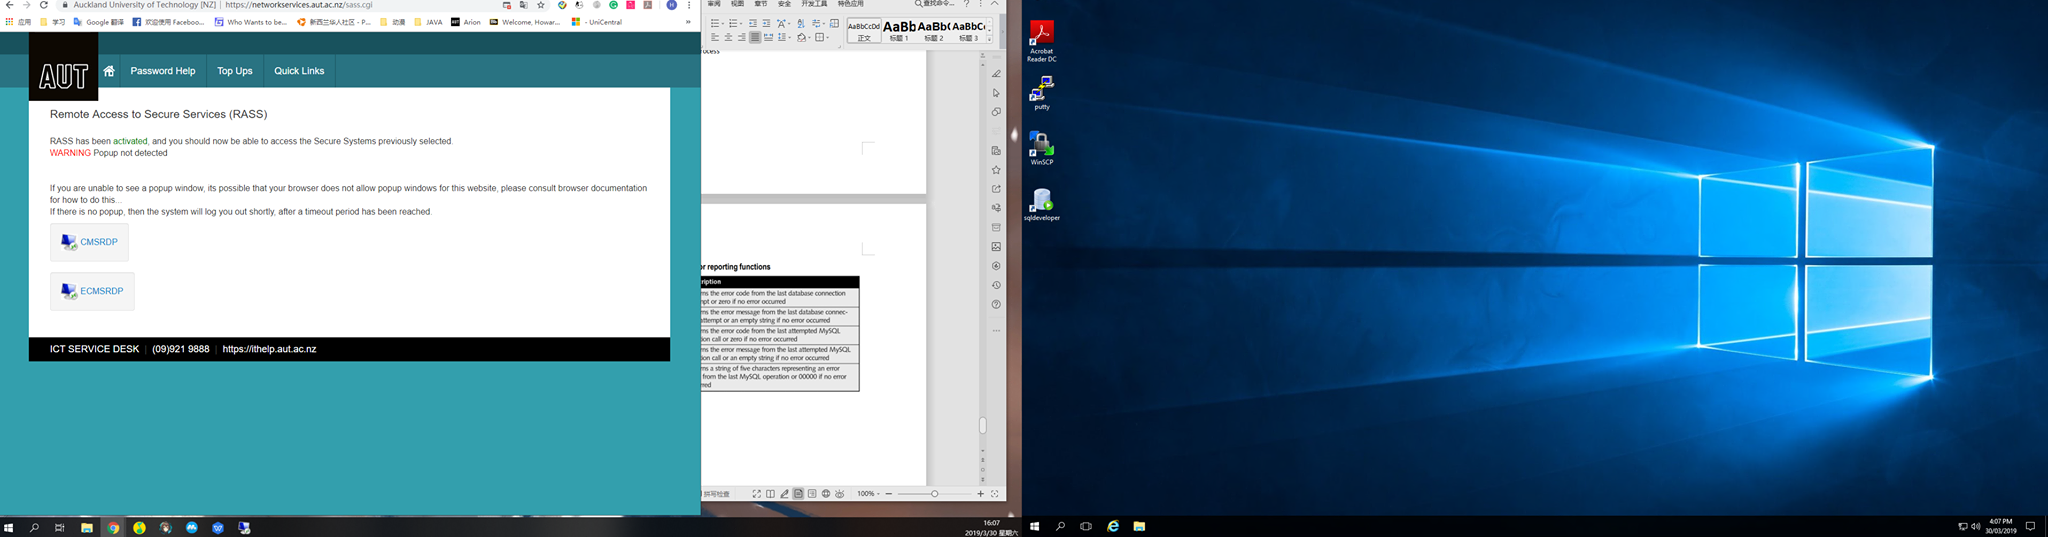 Auckland University of Technology [NZ] | https://networkservices.aut.ac.nz/sass.cgi
应用 学习 Google 翻译 欢迎使用 Faceboo... Who Wants to be... 新西兰华人社区 - P... 动漫 JAVA Arion Welcome, Howar... - UniCentral »
AUT
Password Help Top Ups Quick Links
Remote Access to Secure Services (RASS)
RASS has been activated, and you should now be able to access the Secure Systems previously selected.
WARNING Popup not detected
If you are unable to see a popup window, its possible that your browser does not allow popup windows for this website, please consult browser documentation
for how to do this...
If there is no popup, then the system will log you out shortly, after a timeout period has been reached.
CMSRDP
ECMSRDP
ICT SERVICE DESK | (09)921 9888 | https://ithelp.aut.ac.nz
审阅 视图 章节 安全 开发工具 特色应用 查找命令...
AaBbCcDd AaBb AaBb( AaBbC
正文 标题 1 标题 2 标题 3
rocess
or reporting functions
ription
rns the error code from the last database connection
mpt or zero if no error occurred
rns the error message from the last database connec-
attempt or an empty string if no error occurred
rns the error code from the last attempted MySQL
tion call or zero if no error occurred
rns the error message from the last attempted MySQL
tion call or an empty string if no error occurred
rns a string of five characters representing an error
from the last MySQL operation or 00000 if no error
rred
拼写检查 100%
16:07
2019/3/30 星期六
Acrobat
Reader DC
putty
WinSCP
sqldeveloper
4:07 PM
30/03/2019